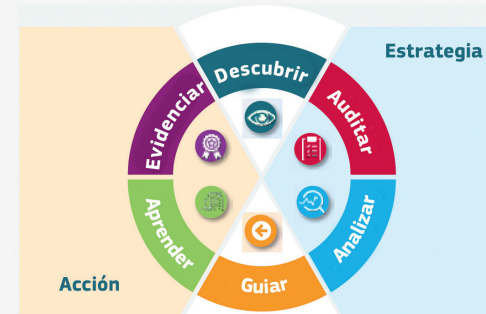 Estrategia
Descubrir
Auditar
Analizar
Guiar
Aprender
Evidenciar
Acción